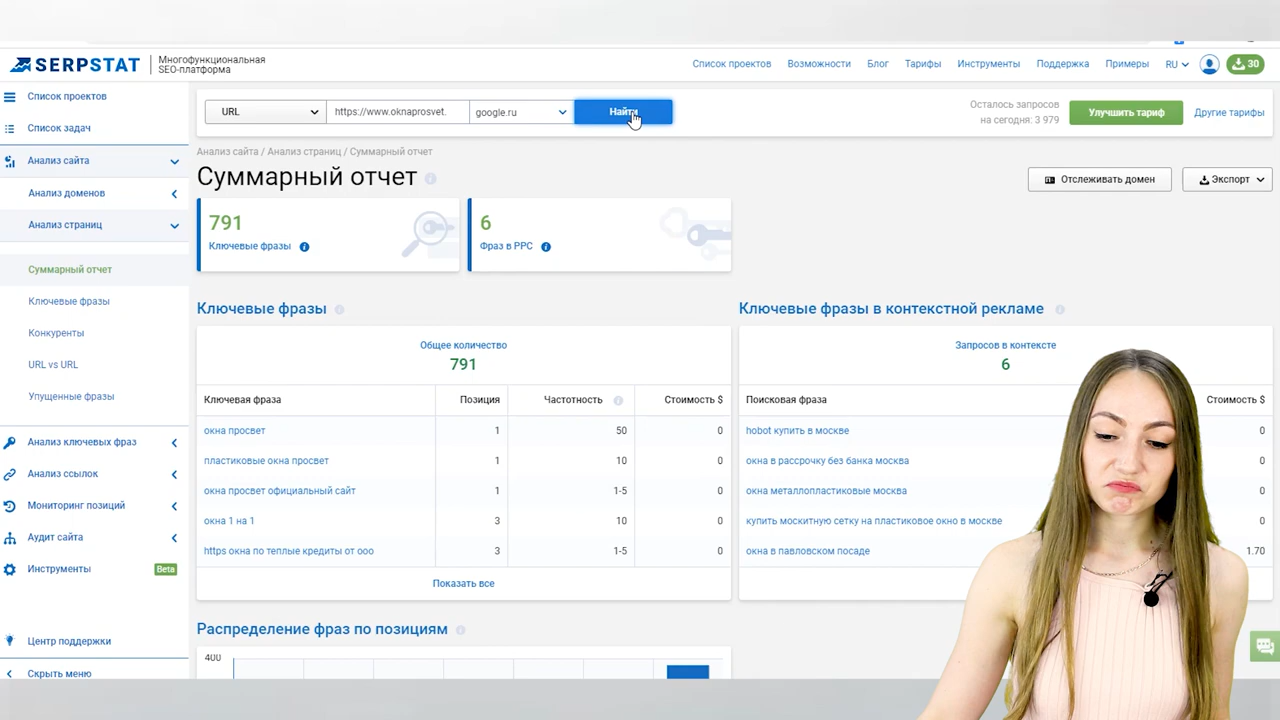 SERPSTAT
Многофункциональная
SEO-платформа
Список проектов
Возможности
Блог
Тарифы
Инструменты
Поддержка
Примеры
RU
30
Список проектов
Список задач
Анализ сайта
Анализ доменов
Анализ страниц
Суммарный отчет
Ключевые фразы
Конкуренты
URL vs URL
Упущенные фразы
Анализ ключевых фраз
Анализ ссылок
Мониторинг позиций
Аудит сайта
Инструменты Beta
Центр поддержки
Скрыть меню
URL
https://www.oknaprosvet.
google.ru
Найти
Осталось запросов
на сегодня: 3 979
Улучшить тариф
Другие тарифы
Анализ сайта / Анализ страниц / Суммарный отчет
Суммарный отчет
Отслеживать домен
Экспорт
791
Ключевые фразы
6
Фраз в PPC
Ключевые фразы
Общее количество
791
Ключевая фраза Позиция Частотность Стоимость $
окна просвет 1 50 0
пластиковые окна просвет 1 10 0
окна просвет официальный сайт 1 1-5 0
окна 1 на 1 3 10 0
https окна по теплые кредиты от ооо 3 1-5 0
Показать все
Ключевые фразы в контекстной рекламе
Запросов в контексте
6
Поисковая фраза Стоимость $
hobot купить в москве 0
окна в рассрочку без банка москва 0
окна металлопластиковые москва 0
купить москитную сетку на пластиковое окно в москве 0
окна в павловском посаде 1.70
Распределение фраз по позициям
400